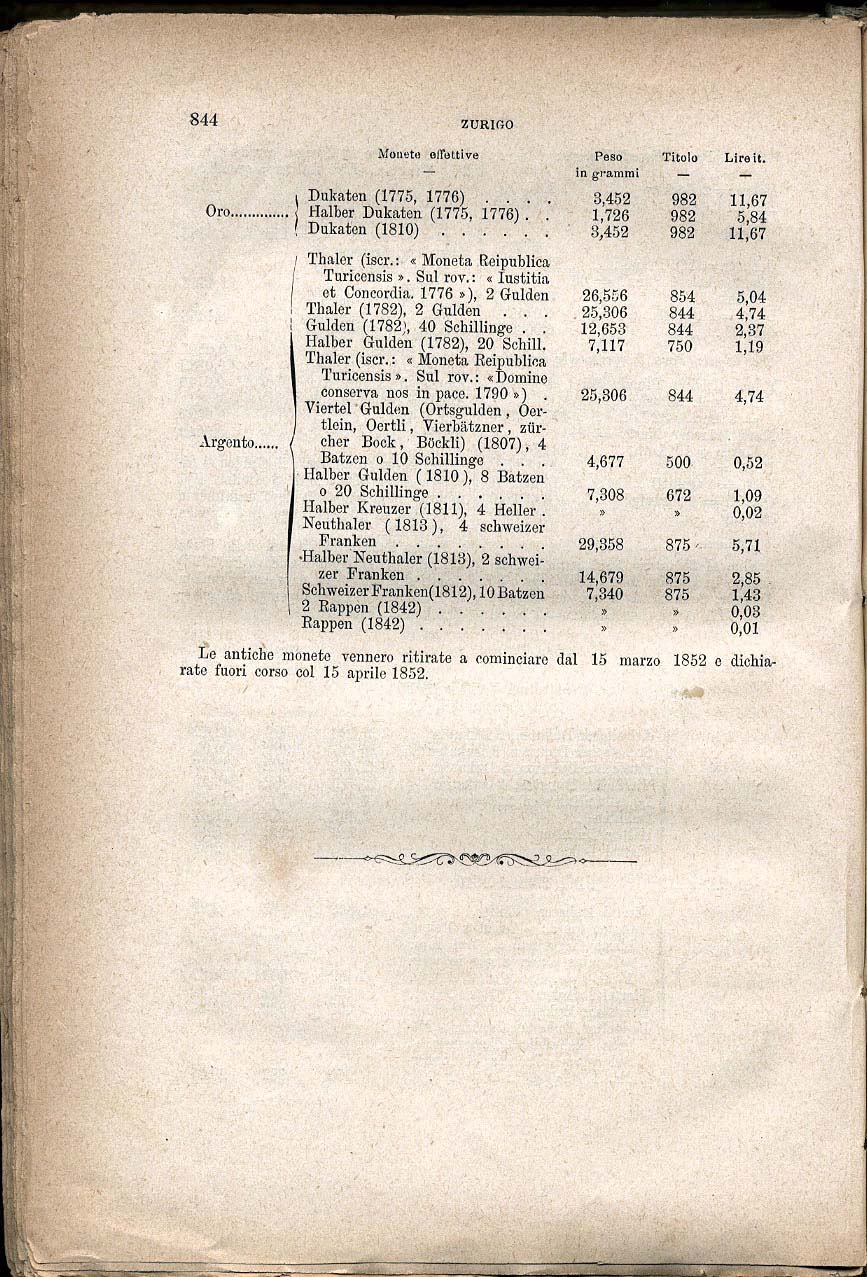 844
ZURIGO
Monete effettive Peso in grammi Titolo Lire it.
— — —
Dukaten (1775, 1776) . . . . 3,452 982 11,67
Oro.............. Halber Dukaten (1775, 1776) . . 1,726 982 5,84
Dukaten (1810) . . . . . . 3,452 982 11,67
Thaler (iscr.: « Moneta Reipublica
Turicensis ». Sul rov.: « Iustitia
et Concordia. 1776 »), 2 Gulden 26,556 854 5,04
Thaler (1782), 2 Gulden . . . 25,306 844 4,74
Gulden (1782), 40 Schillinge . . 12,653 844 2,37
Halber Gulden (1782), 20 Schill. 7,117 750 1,19
Thaler (iscr.: « Moneta Reipublica
Turicensis ». Sul rov.: «Domine
conserva nos in pace. 1790 ») . 25,306 844 4,74
Viertel Gulden (Ortsgulden, Oer-
tlein, Oertli, Vierbätzner, zür-
Argento...... cher Bock, Böckli) (1807), 4
Batzen o 10 Schillinge . . . 4,677 500 0,52
Halber Gulden (1810), 8 Batzen
o 20 Schillinge . . . . . . 7,308 672 1,09
Halber Kreuzer (1811), 4 Heller . » » 0,02
Neuthaler (1813), 4 schweizer
Franken . . . . . . . . 29,358 875 5,71
Halber Neuthaler (1813), 2 schwei-
zer Franken . . . . . . . 14,679 875 2,85
Schweizer Franken(1812), 10 Batzen 7,340 875 1,43
2 Rappen (1842) . . . . . . » » 0,03
Rappen (1842) . . . . . . . » » 0,01
Le antiche monete vennero ritirate a cominciare dal 15 marzo 1852 e dichia-
rate fuori corso col 15 aprile 1852.